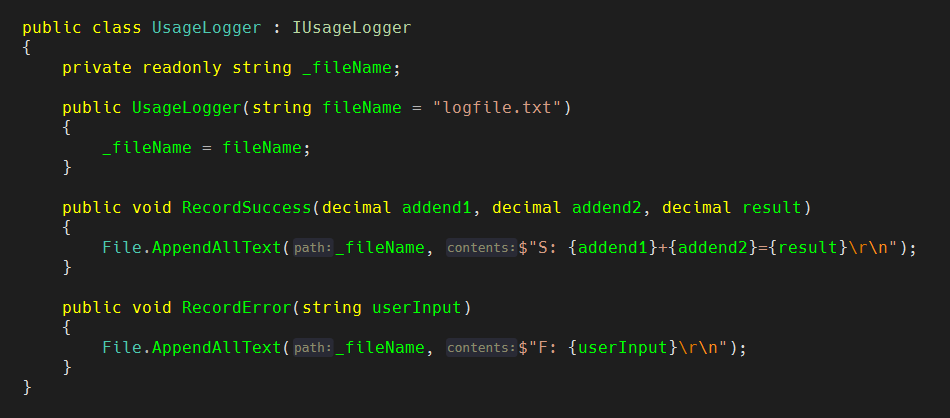 public class UsageLogger : IUsageLogger
{
    private readonly string _fileName;

    public UsageLogger(string fileName = "logfile.txt")
    {
        _fileName = fileName;
    }

    public void RecordSuccess(decimal addend1, decimal addend2, decimal result)
    {
        File.AppendAllText(path:_fileName, contents:$"S: {addend1}+{addend2}={result}\r\n");
    }

    public void RecordError(string userInput)
    {
        File.AppendAllText(path:_fileName, contents:$"F: {userInput}\r\n");
    }
}